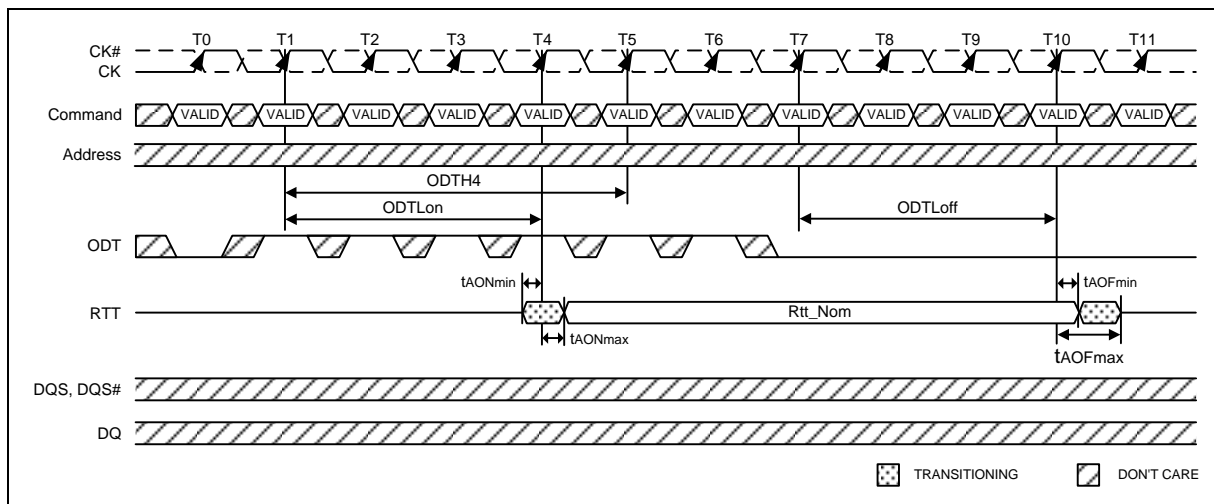 T0 T1 T2 T3 T4 T5 T6 T7 T8 T9 T10 T11
CK#
CK
Command VALID VALID VALID VALID VALID VALID VALID VALID VALID VALID VALID VALID
Address
ODTH4
ODTLon ODTLoff
ODT
tAONmin tAOFmin
RTT Rtt_Nom
tAONmax tAOFmax
DQS, DQS#
DQ
TRANSITIONING DON'T CARE